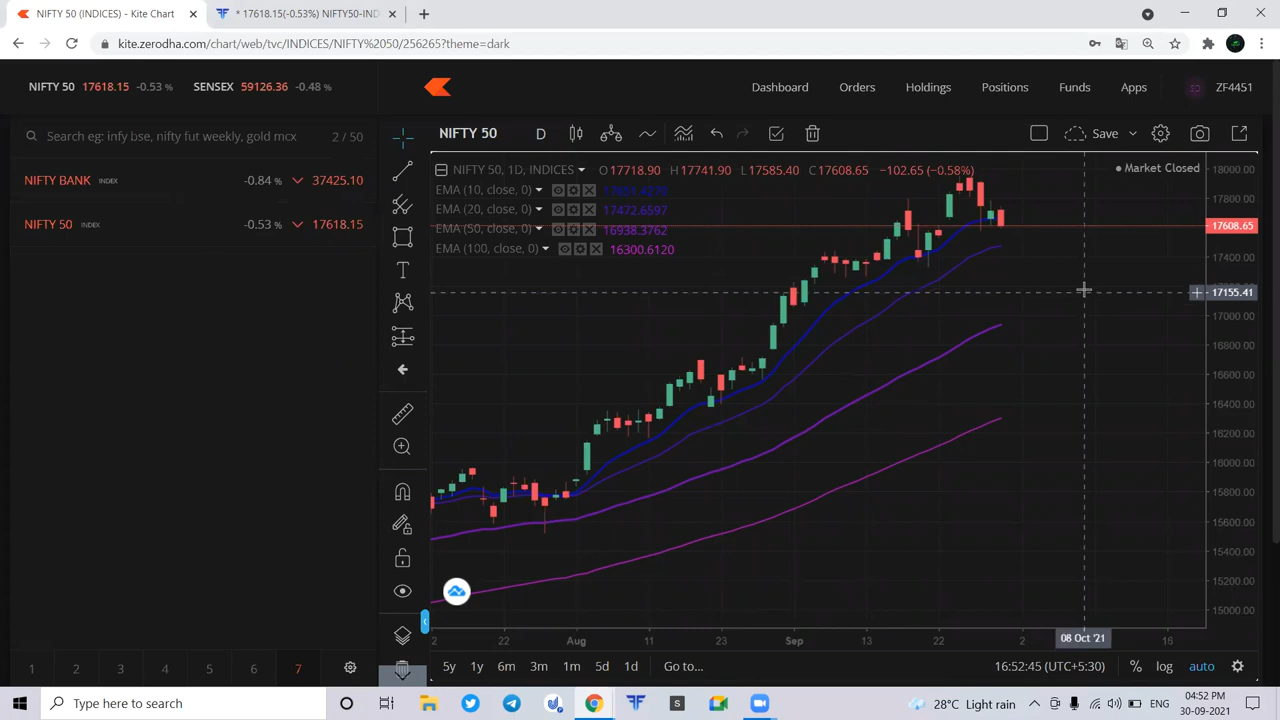 NIFTY 50 (INDICES) - Kite Chart
* 17618.15(-0.53%) NIFTY50-IND
kite.zerodha.com/chart/web/tvc/INDICES/NIFTY%2050/256265?theme=dark
NIFTY 50 17618.15 -0.53 % SENSEX 59126.36 -0.48 %
Dashboard Orders Holdings Positions Funds Apps ZF4451
Search eg: infy bse, nifty fut weekly, gold mcx 2 / 50
NIFTY 50 D Save
NIFTY BANK INDEX -0.84 % 37425.10
NIFTY 50 INDEX -0.53 % 17618.15
NIFTY 50, 1D, INDICES O17718.90 H17741.90 L17585.40 C17608.65 −102.65 (−0.58%)
Market Closed
EMA (10, close, 0)
EMA (20, close, 0) 17472.6597
EMA (50, close, 0) 16938.3762
EMA (100, close, 0) 16300.6120
18000.00
17800.00
17608.65
17400.00
17155.41
17000.00
16800.00
16600.00
16400.00
16200.00
16000.00
15800.00
15600.00
15400.00
15200.00
15000.00
2 22 Aug 11 23 Sep 13 22 2 08 Oct '21 16
1 2 3 4 5 6 7
5y 1y 6m 3m 1m 5d 1d Go to... 16:52:45 (UTC+5:30) % log auto
Type here to search
28°C Light rain
ENG
04:52 PM
30-09-2021